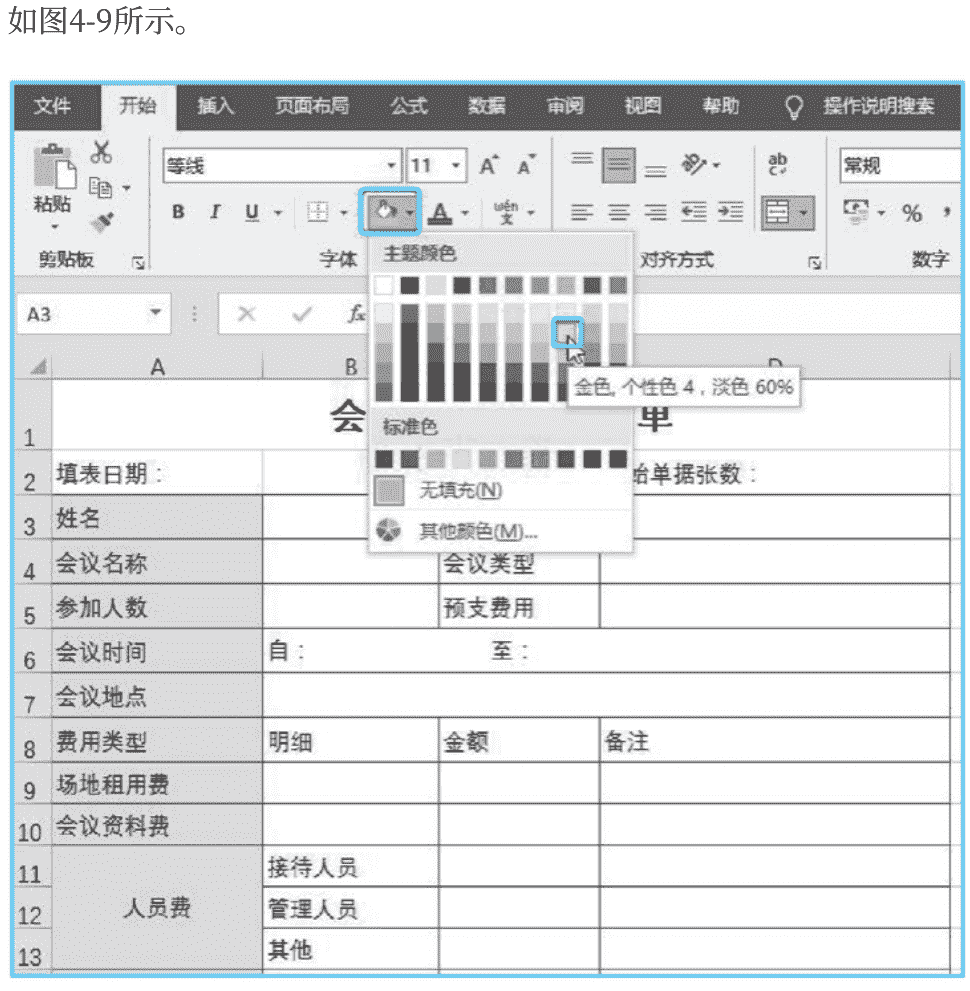 如图4-9所示。
文件 开始 插入 页面布局 公式 数据 审阅 视图 帮助 操作说明搜索
粘贴 等线 11 A A ab 常规
B I U A wén 文 %
剪贴板 字体 对齐方式 数字
主题颜色
A3 fx
A B D
金色, 个性色 4，淡色 60%
标准色
1 会 单
2 填表日期： 始单据张数：
无填充(N)
3 姓名
其他颜色(M)...
4 会议名称 会议类型
5 参加人数 预支费用
6 会议时间 自： 至：
7 会议地点
8 费用类型 明细 金额 备注
9 场地租用费
10 会议资料费
11 接待人员
12 人员费 管理人员
13 其他